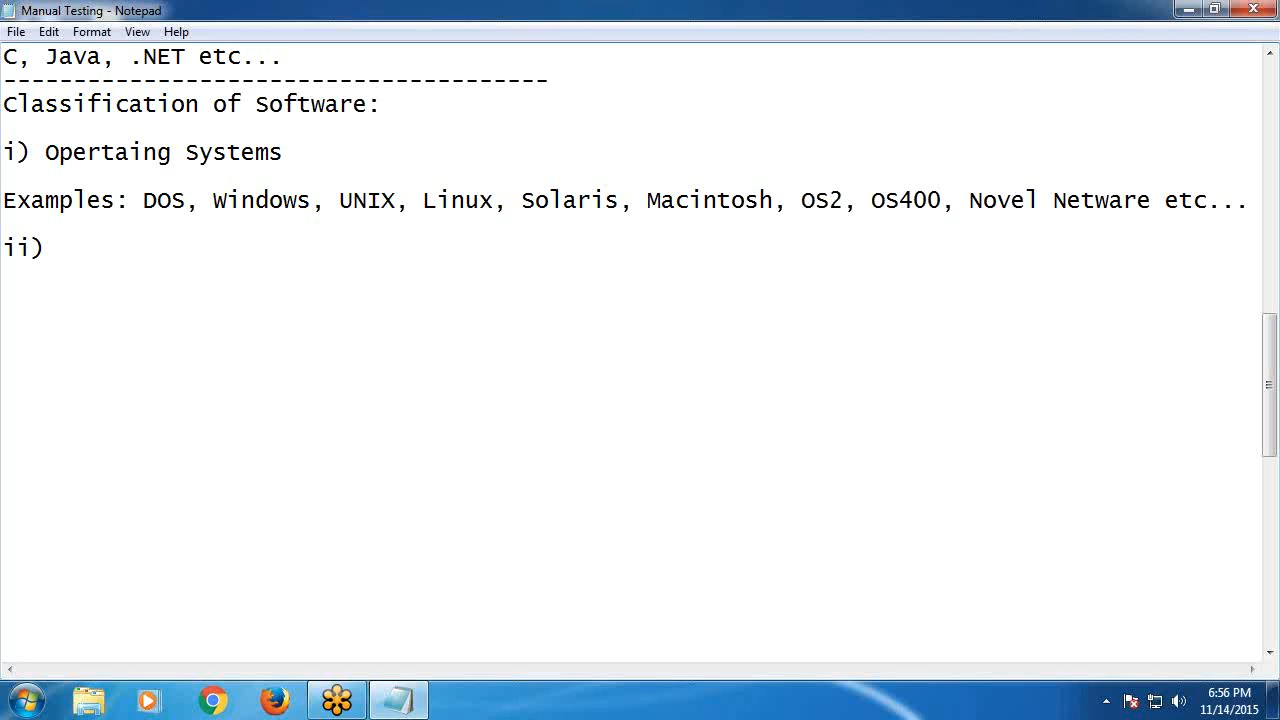 Manual Testing - Notepad
File Edit Format View Help
C, Java, .NET etc...
---------------------------------------
Classification of Software:
i) Opertaing Systems
Examples: DOS, Windows, UNIX, Linux, Solaris, Macintosh, OS2, OS400, Novel Netware etc...
ii)
6:56 PM
11/14/2015